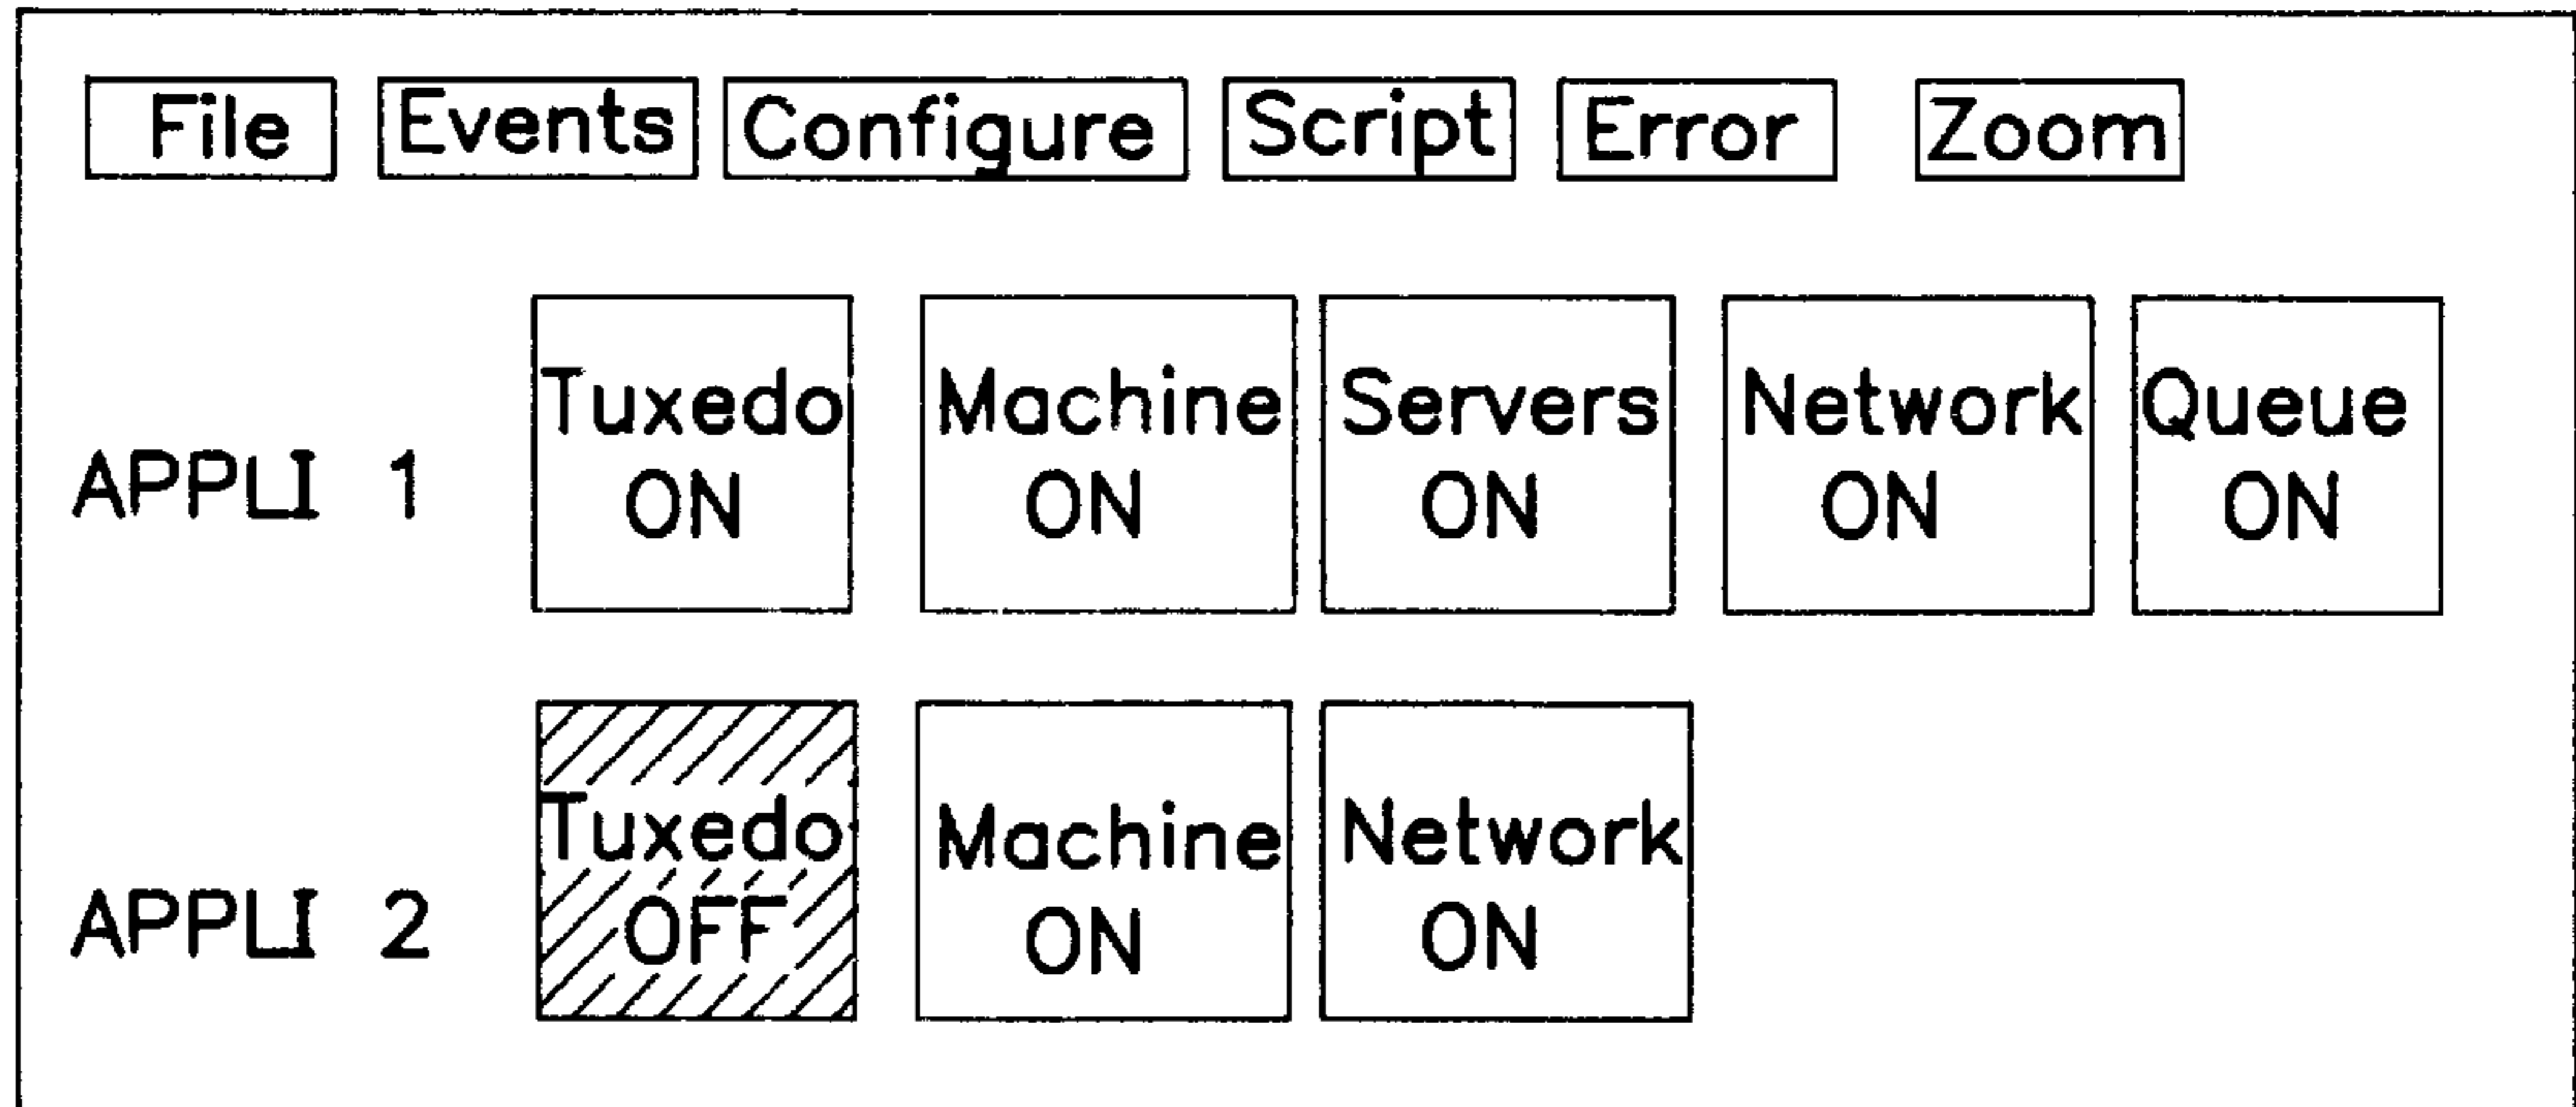 File Events Configure Script Error Zoom
Tuxedo Machine Servers Network Queue
APPLI 1 ON ON ON ON ON
Tuxedo Machine Network
APPLI 2 OFF ON ON